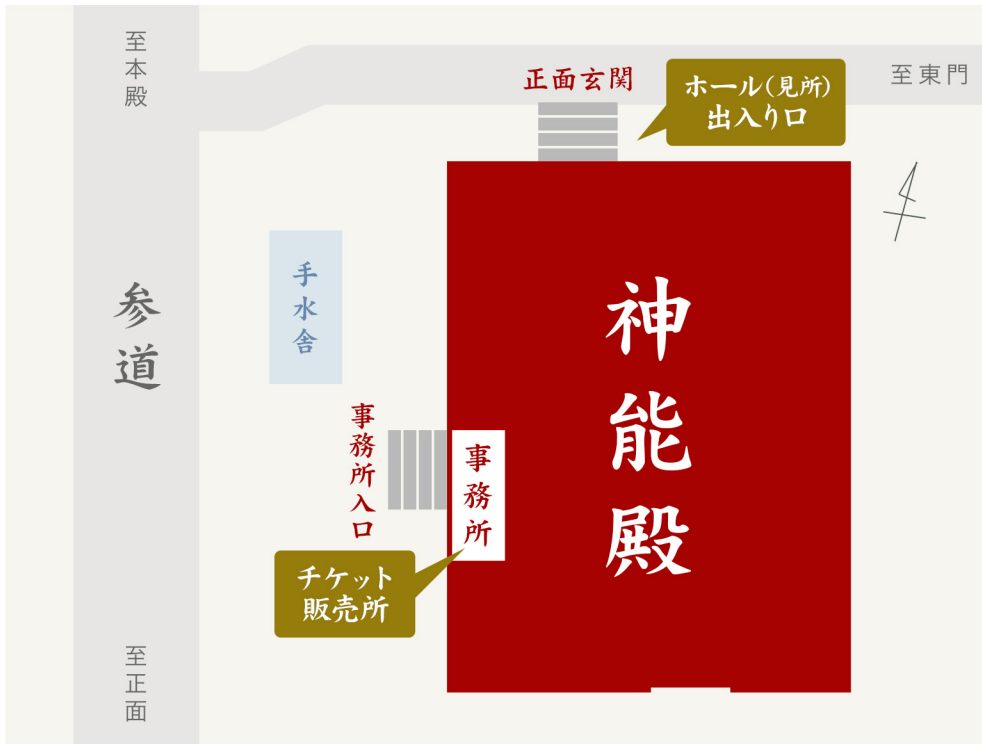 至本殿
正面玄関
ホール(見所)
出入り口
至東門
手水舎
参道
神能殿
事務所入口
事務所
チケット
販売所
至正面